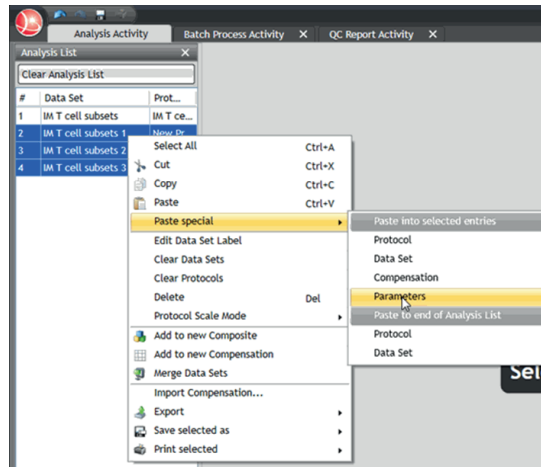 Analysis Activity Batch Process Activity X QC Report Activity X
Analysis List X
Clear Analysis List
# Data Set Prot...
1 IM T cell subsets IM T ce...
2 IM T cell subsets 1 New Pr
3 IM T cell subsets 2
4 IM T cell subsets 3
Select All Ctrl+A
Cut Ctrl+X
Copy Ctrl+C
Paste Ctrl+V
Paste special
Edit Data Set Label
Clear Data Sets
Clear Protocols
Delete Del
Protocol Scale Mode
Add to new Composite
Add to new Compensation
Merge Data Sets
Import Compensation...
Export
Save selected as
Print selected
Paste into selected entries
Protocol
Data Set
Compensation
Parameters
Paste to end of Analysis List
Protocol
Data Set
Sel